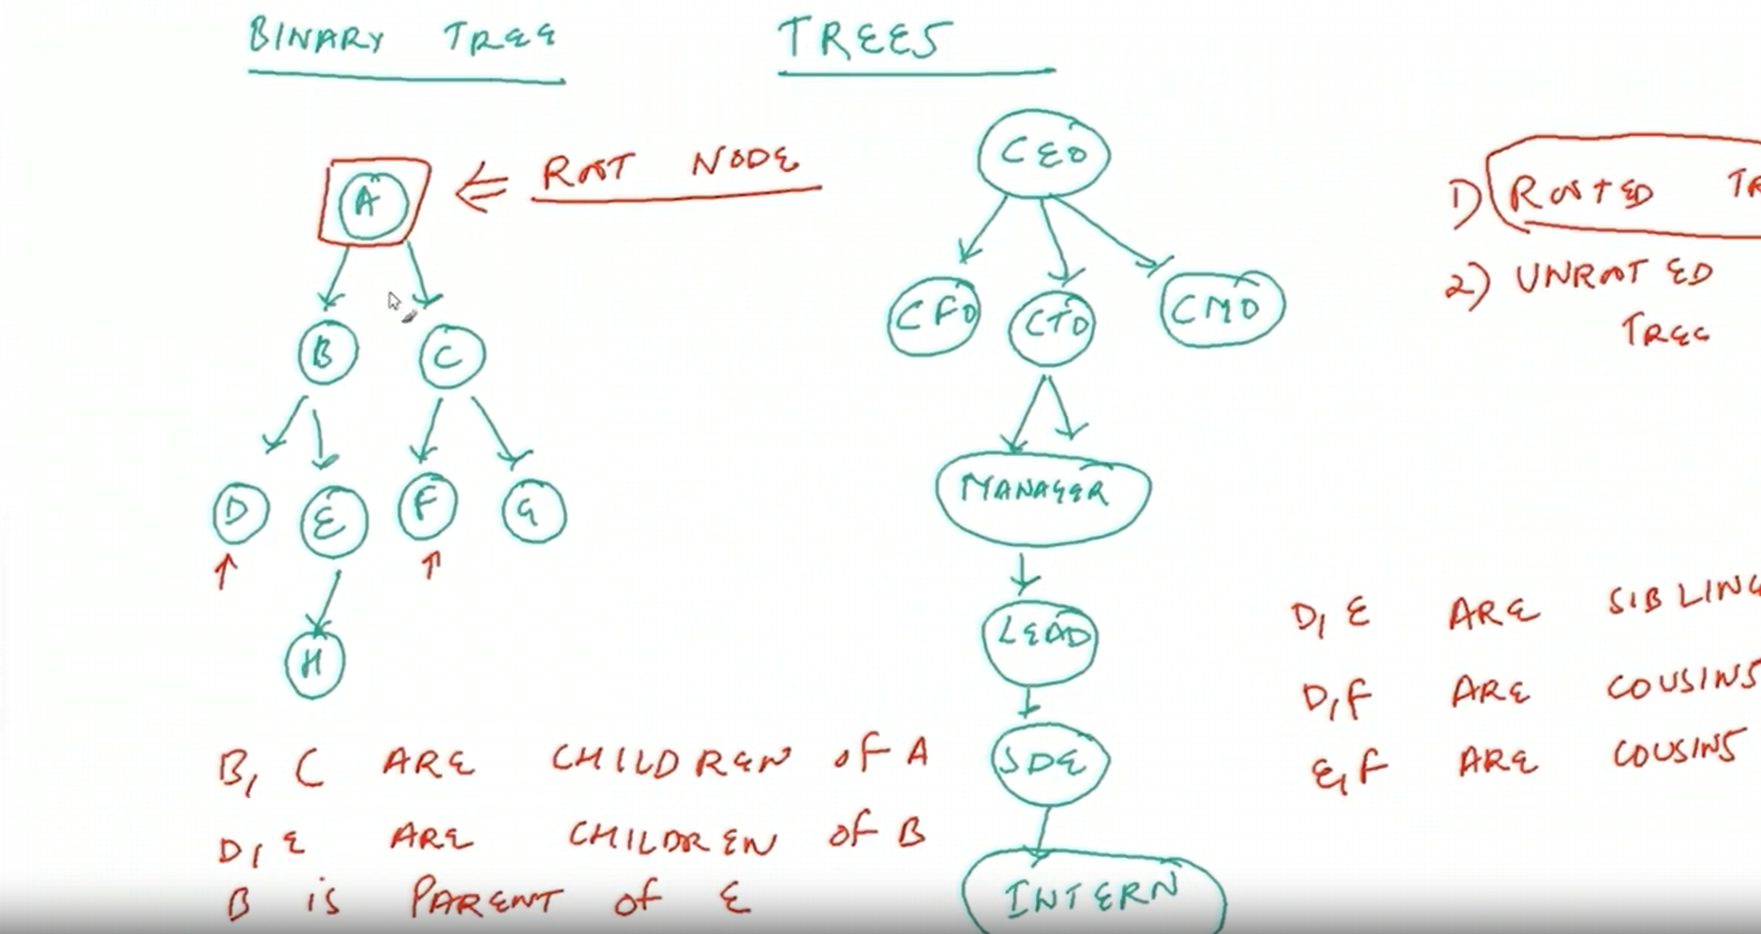 BINARY TREE
TREES
A
ROOT NODE
B
C
D
E
F
G
H
CEO
CFO
CTO
CMO
MANAGER
LEAD
SDE
INTERN
1) ROOTED
2) UNROOTED
TREE
B, C ARE CHILDREN OF A
D, E ARE CHILDREN OF B
B is PARENT of E
D, E ARE SIBLING
D, F ARE COUSINS
E, F ARE COUSINS